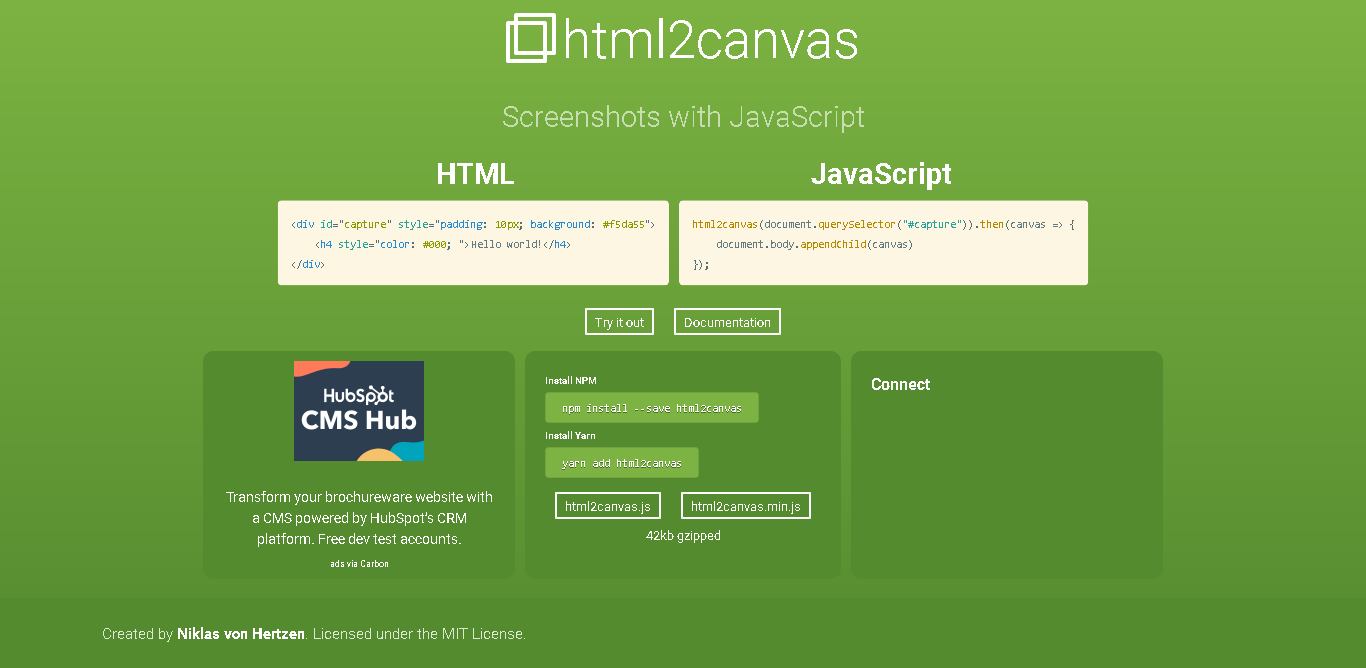 html2canvas
Screenshots with JavaScript
HTML
<div id="capture" style="padding: 10px; background: #f5da55">
<h4 style="color: #000; ">Hello world!</h4>
</div>
JavaScript
html2canvas(document.querySelector("#capture")).then(canvas => {
document.body.appendChild(canvas)
});
Try it out
Documentation
HubSpot
CMS Hub
Transform your brochureware website with
a CMS powered by HubSpot's CRM
platform. Free dev test accounts.
ads via Carbon
Install NPM
npm install --save html2canvas
Install Yarn
yarn add html2canvas
html2canvas.js
html2canvas.min.js
42kb gzipped
Connect
Created by Niklas von Hertzen. Licensed under the MIT License.